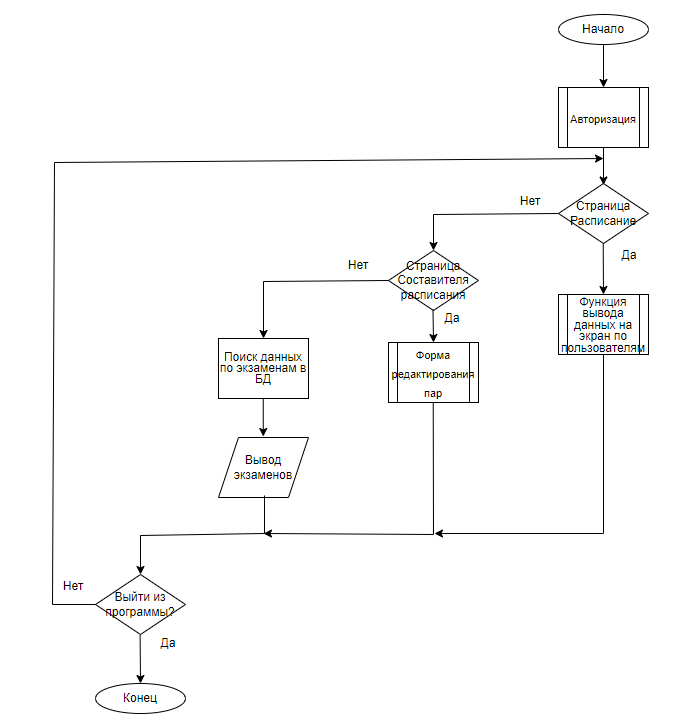 Начало
Авторизация
Нет
Страница
Расписание
Да
Нет
Страница
Составителя
расписания
Да
Функция
вывода
данных на
экран по
пользователям
Поиск данных
по экзаменам в
БД
Форма
редактирования
пар
Вывод
экзаменов
Нет
Выйти из
программы?
Да
Конец